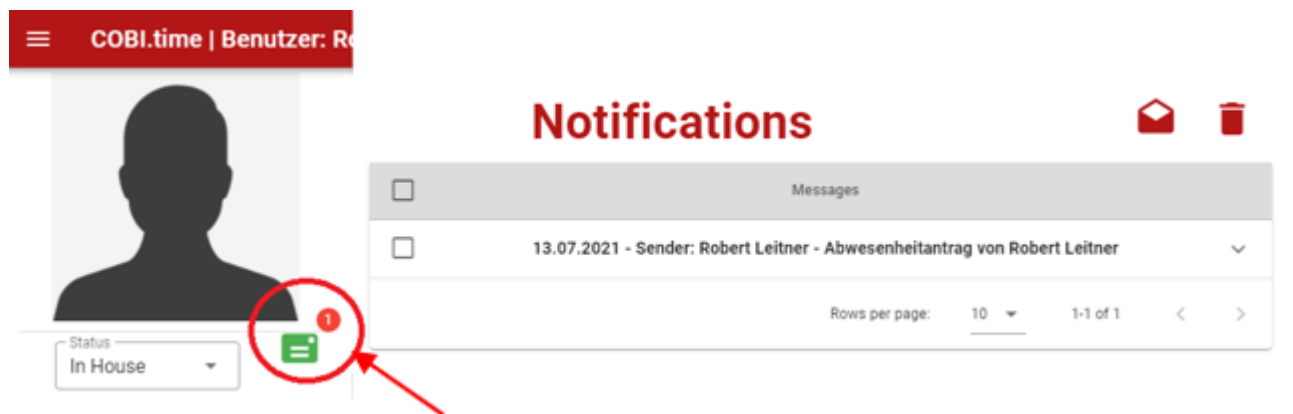 COBI.time | Benutzer: Ro
1
Status
In House
Notifications
Messages
13.07.2021 - Sender: Robert Leitner - Abwesenheitantrag von Robert Leitner
Rows per page: 10 1-1 of 1